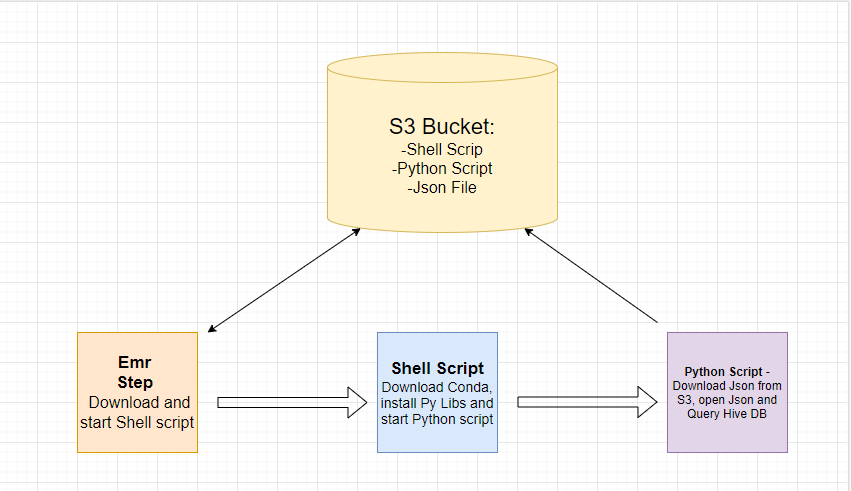 S3 Bucket:
-Shell Scrip
-Python Script
-Json File
Emr
Step
Download and
start Shell script
Shell Script
Download Conda,
install Py Libs and
start Python script
Python Script -
Download Json from
S3, open Json and
Query Hive DB